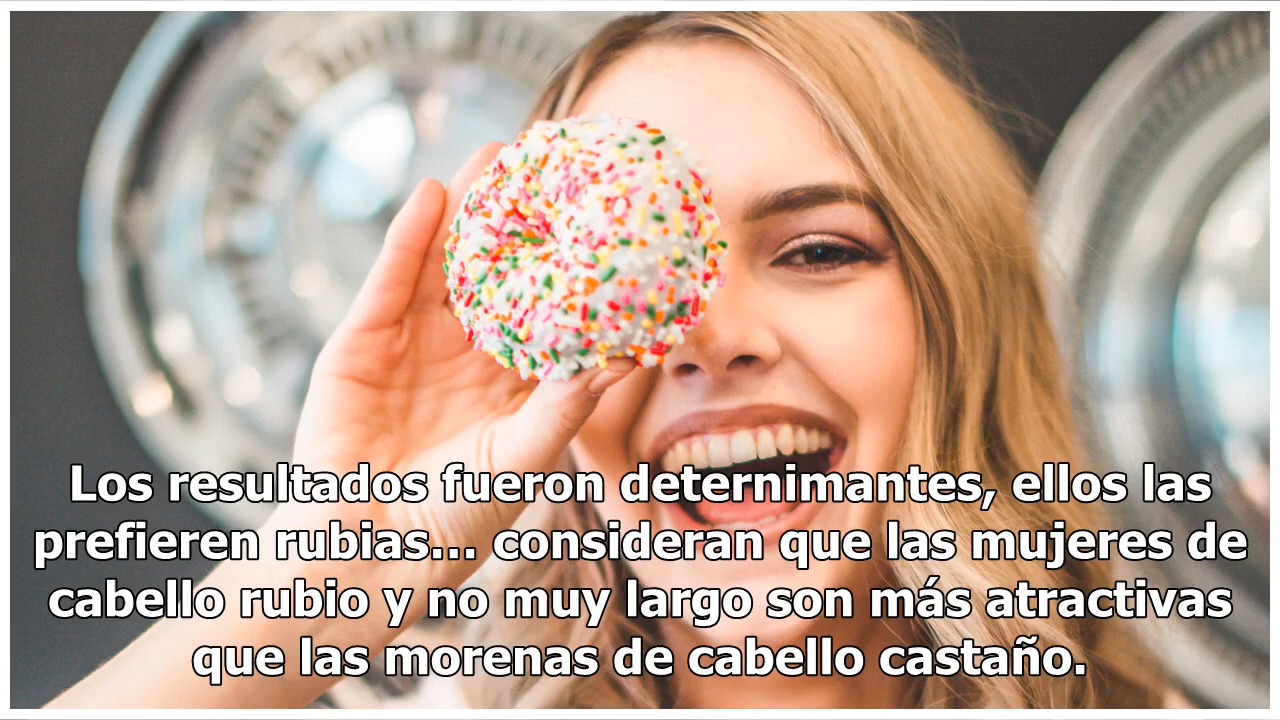 Los resultados fueron deternimantes, ellos las
prefieren rubias... consideran que las mujeres de
cabello rubio y no muy largo son más atractivas
que las morenas de cabello castaño.